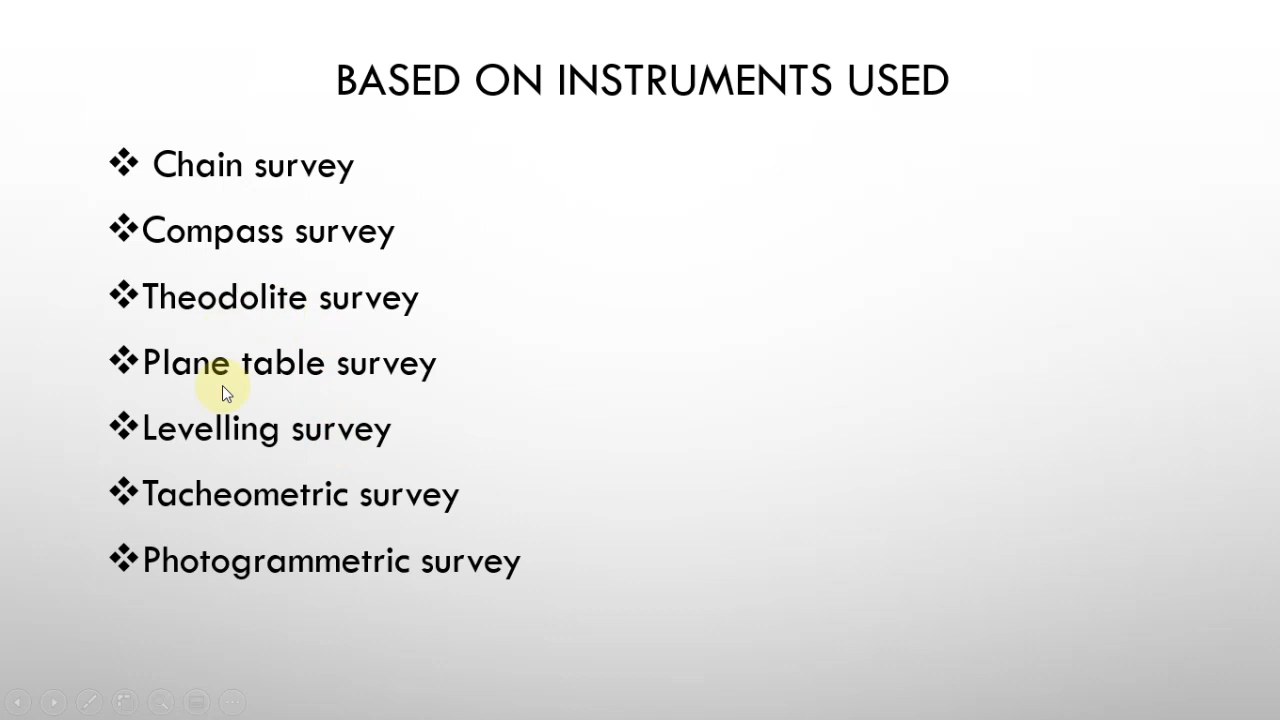 BASED ON INSTRUMENTS USED
❖ Chain survey
❖Compass survey
❖Theodolite survey
❖Plane table survey
❖Levelling survey
❖Tacheometric survey
❖Photogrammetric survey